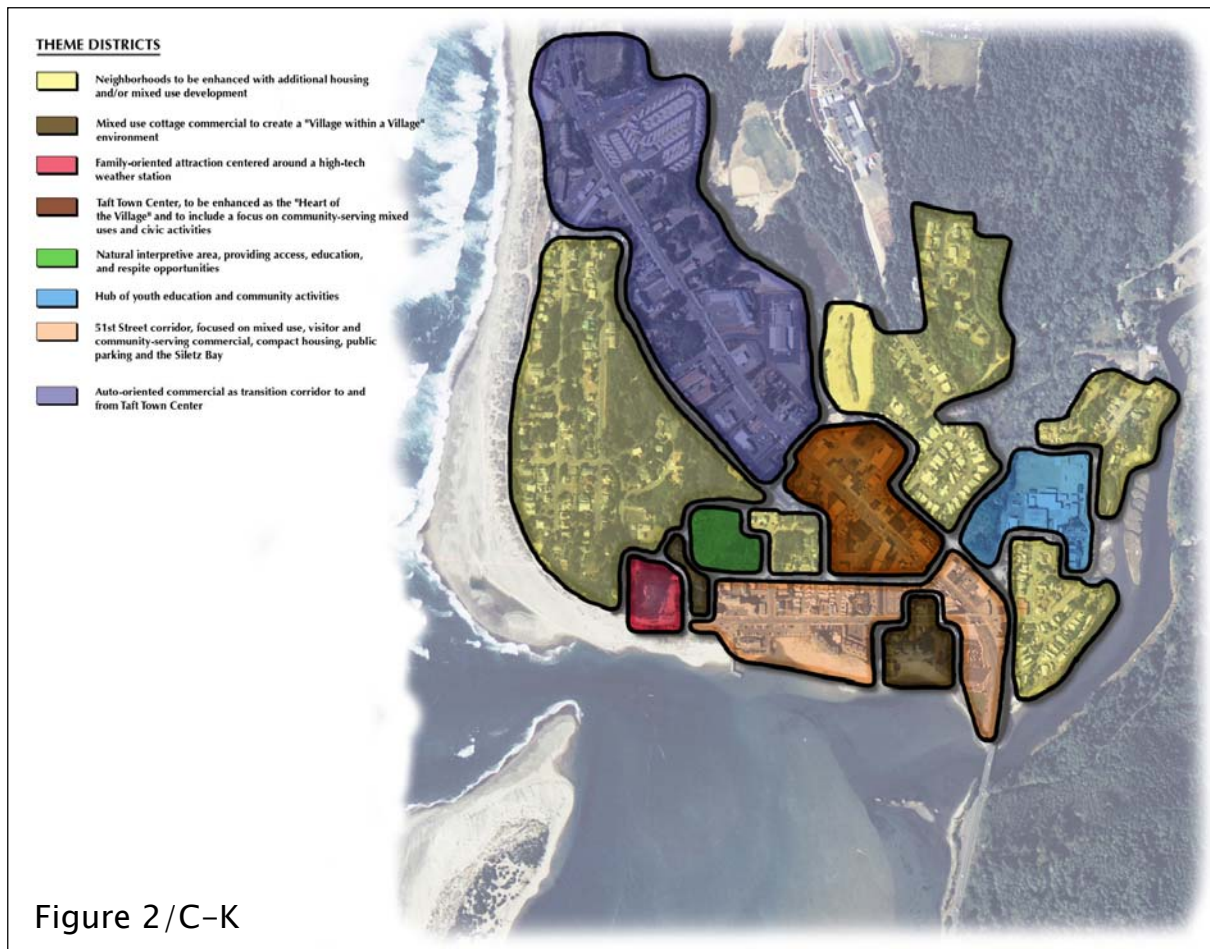 THEME DISTRICTS
Neighborhoods to be enhanced with additional housing
and/or mixed use development
Mixed use cottage commercial to create a "Village within a Village"
environment
Family-oriented attraction centered around a high-tech
weather station
Taft Town Center, to be enhanced as the "Heart of
the Village" and to include a focus on community-serving mixed
uses and civic activities
Natural interpretive area, providing access, education,
and respite opportunities
Hub of youth education and community activities
51st Street corridor, focused on mixed use, visitor and
community-serving commercial, compact housing, public
parking and the Siletz Bay
Auto-oriented commercial as transition corridor to and
from Taft Town Center
Figure 2/C-K